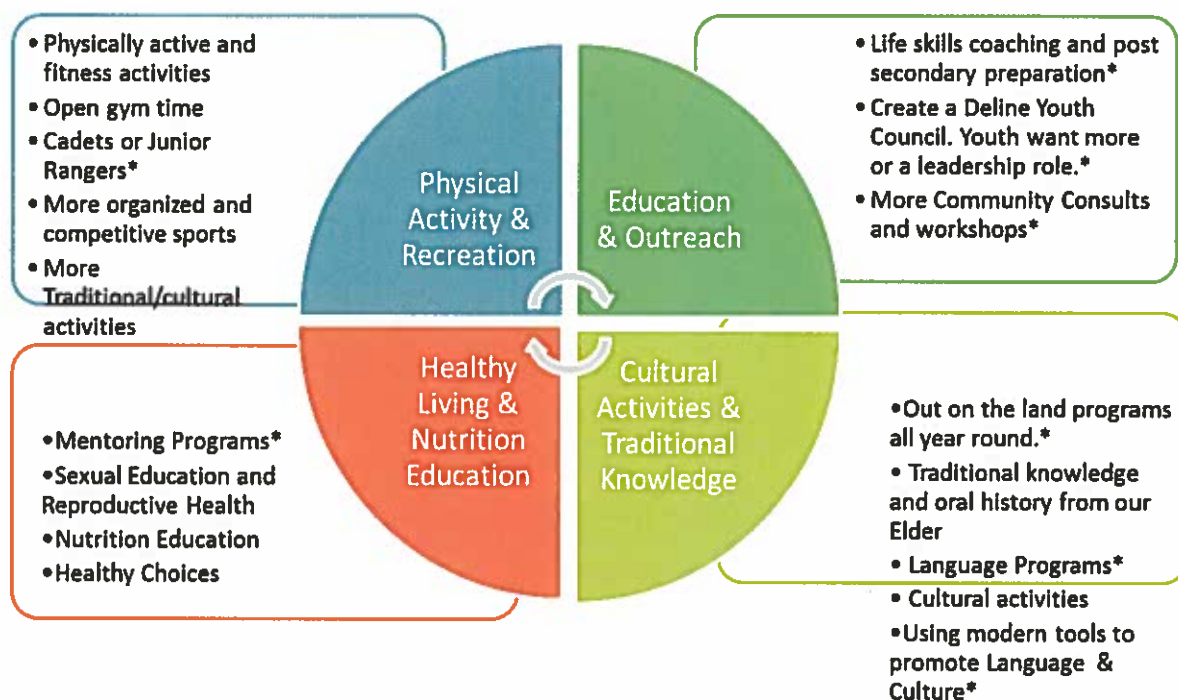 • Physically active and
fitness activities
• Open gym time
• Cadets or Junior
Rangers*
• More organized and
competitive sports
• More
Traditional/cultural
activities
Physical
Activity &
Recreation
Education
& Outreach
• Life skills coaching and post
secondary preparation*
• Create a Deline Youth
Council. Youth want more
or a leadership role.*
• More Community Consults
and workshops*
•Mentoring Programs*
•Sexual Education and
Reproductive Health
•Nutrition Education
•Healthy Choices
Healthy
Living &
Nutrition
Education
Cultural
Activities &
Traditional
Knowledge
•Out on the land programs
all year round.*
• Traditional knowledge
and oral history from our
Elder
• Language Programs*
• Cultural activities
•Using modern tools to
promote Language &
Culture*